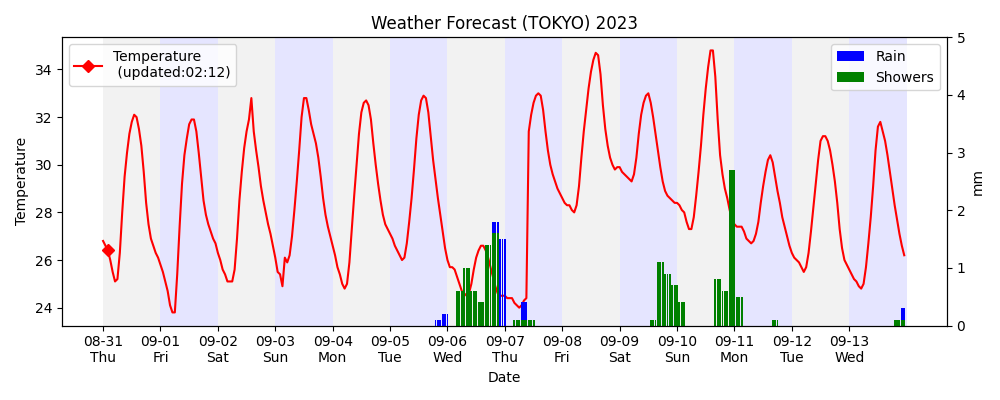 Weather Forecast (TOKYO) 2023
Temperature
(updated:02:12)
Rain
Showers
Temperature
34
32
30
28
26
24
5
4
3
2
1
0
mm
08-31 09-01 09-02 09-03 09-04 09-05 09-06 09-07 09-08 09-09 09-10 09-11 09-12 09-13
Thu Fri Sat Sun Mon Tue Wed Thu Fri Sat Sun Mon Tue Wed
Date